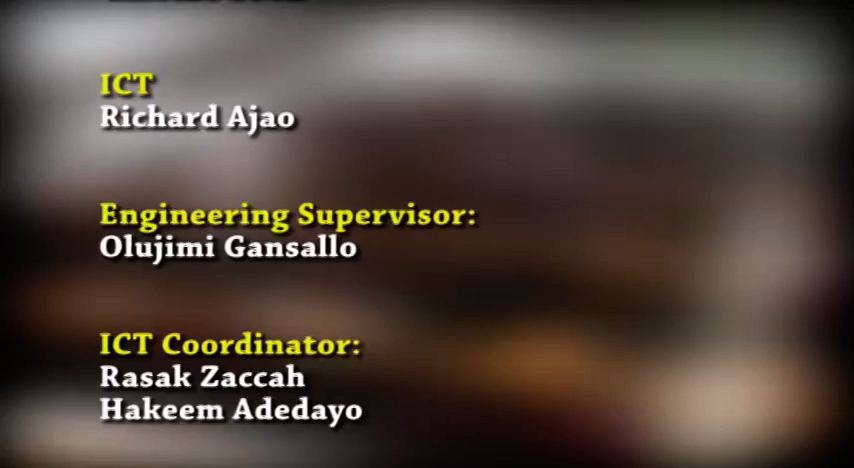 ICT
Richard Ajao
Engineering Supervisor:
Olujimi Gansallo
ICT Coordinator:
Rasak Zaccah
Hakeem Adedayo